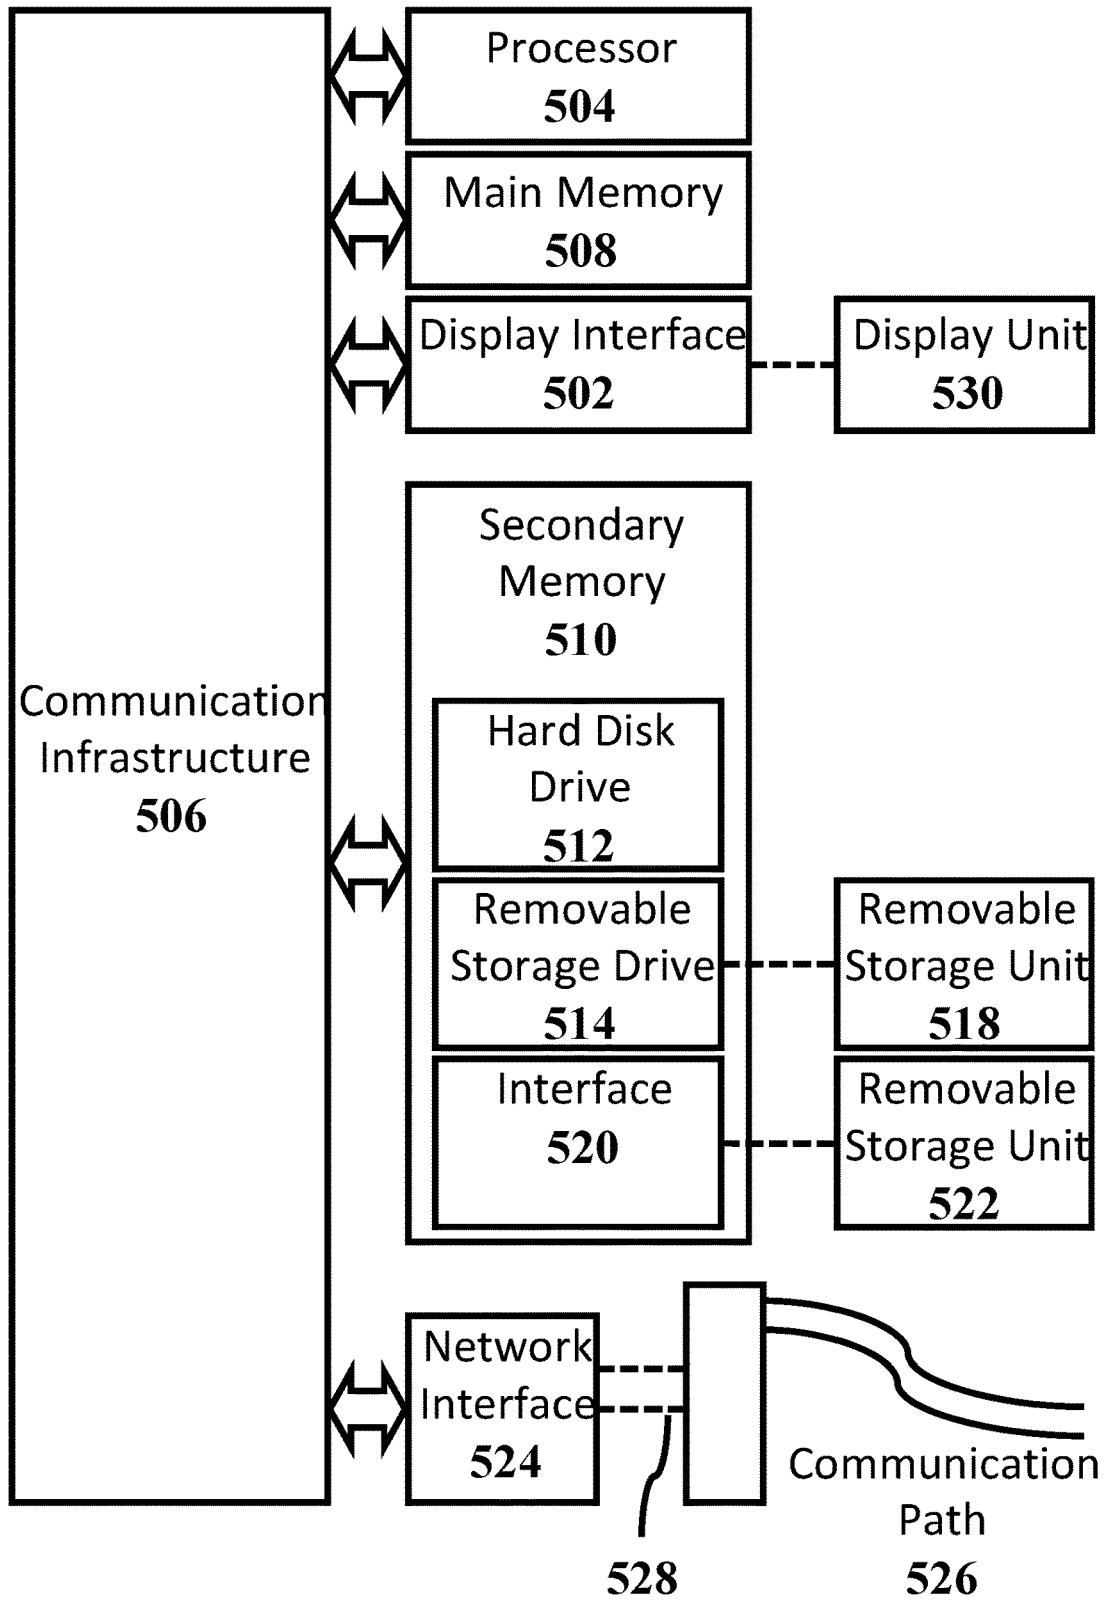 Processor
504
Main Memory
508
Display Interface
502
Display Unit
530
Secondary
Memory
510
Communication
Infrastructure
506
Hard Disk
Drive
512
Removable
Storage Drive
514
Removable
Storage Unit
518
Interface
520
Removable
Storage Unit
522
Network
Interface
524
528
Communication
Path
526